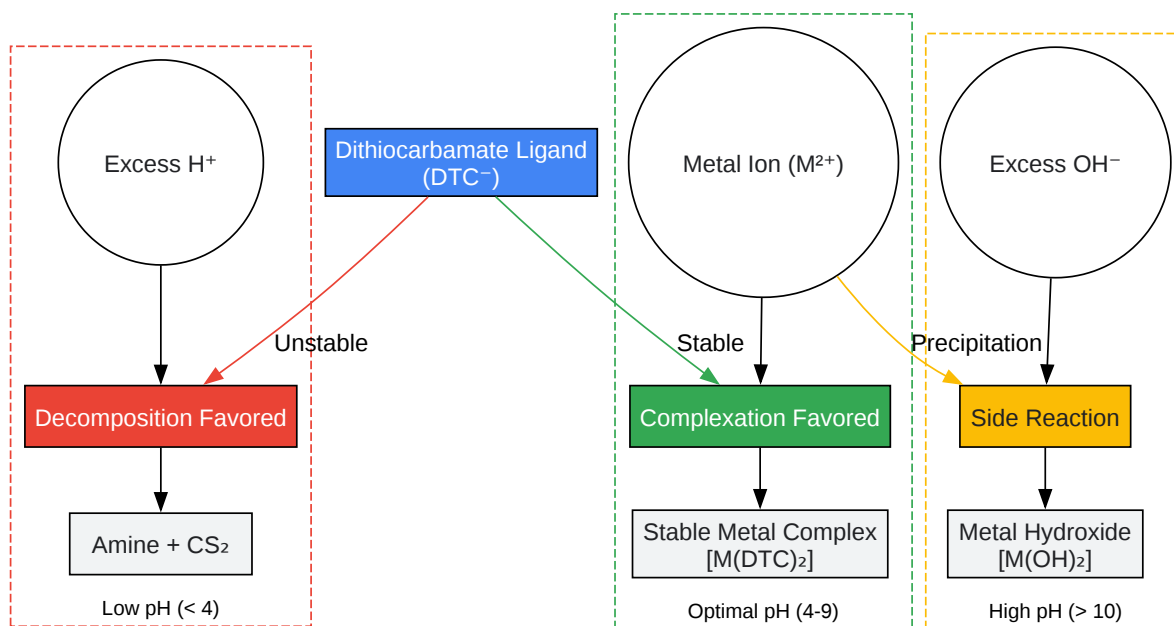 Excess H⁺
Dithiocarbamate Ligand
(DTC⁻)
Metal Ion (M²⁺)
Excess OH⁻
Unstable
Stable
Precipitation
Decomposition Favored
Complexation Favored
Side Reaction
Amine + CS₂
Stable Metal Complex
[M(DTC)₂]
Metal Hydroxide
[M(OH)₂]
Low pH (< 4)
Optimal pH (4-9)
High pH (> 10)